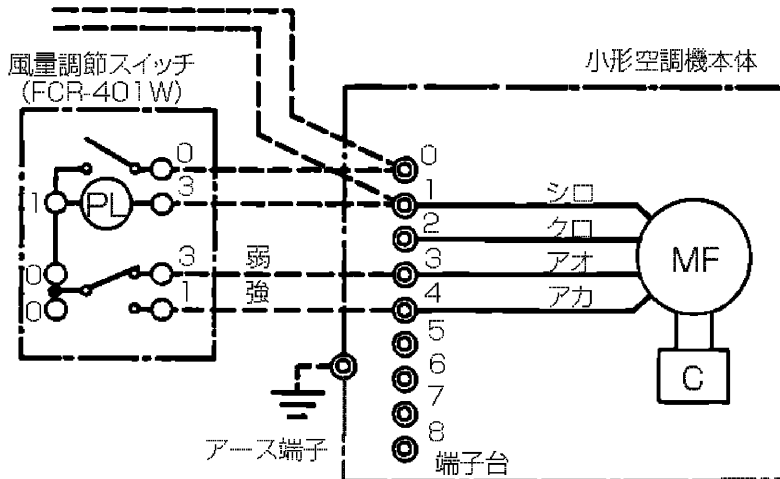 風量調節スイッチ
(FCR-401W)
小形空調機本体
0
0
3
1
シロ
1
PL
2
クロ
MF
0
3
弱
3
アオ
0
1
強
4
アカ
5
6
C
7
8
アース端子
端子台